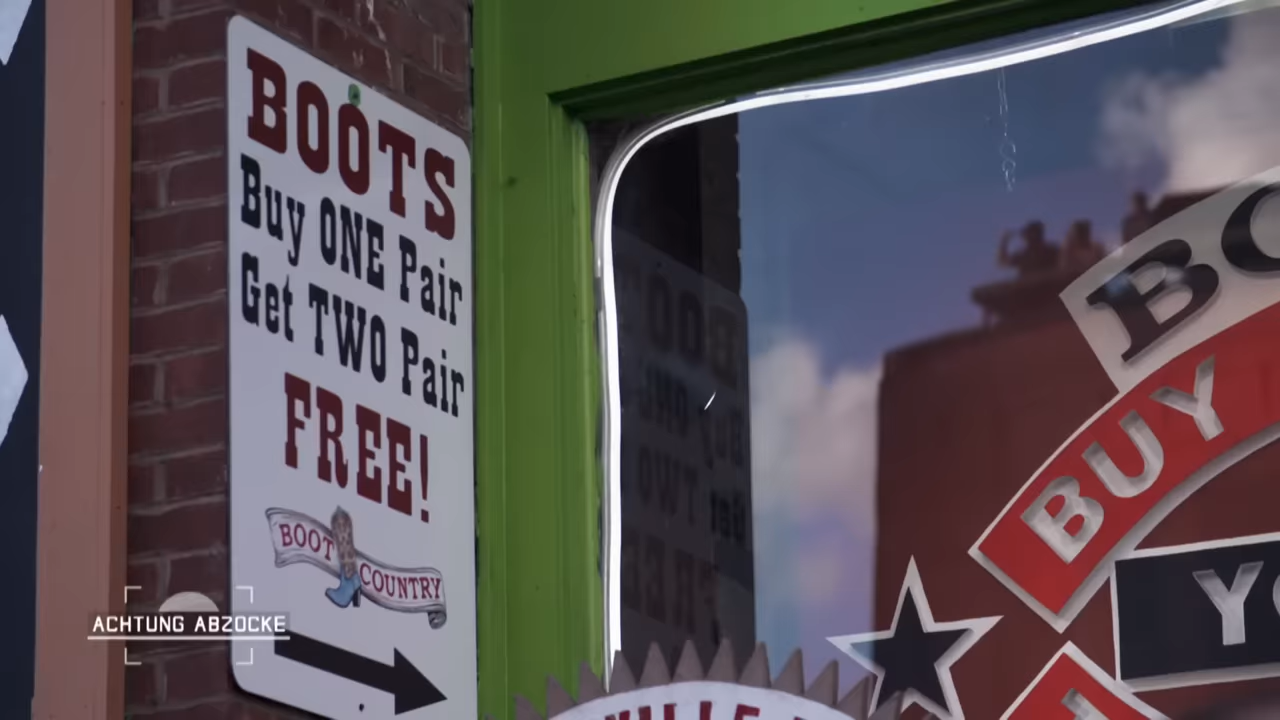 BOOTS
Buy ONE Pair
Get TWO Pair
FREE!
BOOT
COUNTRY
ACHTUNG ABZOCKE
BUY